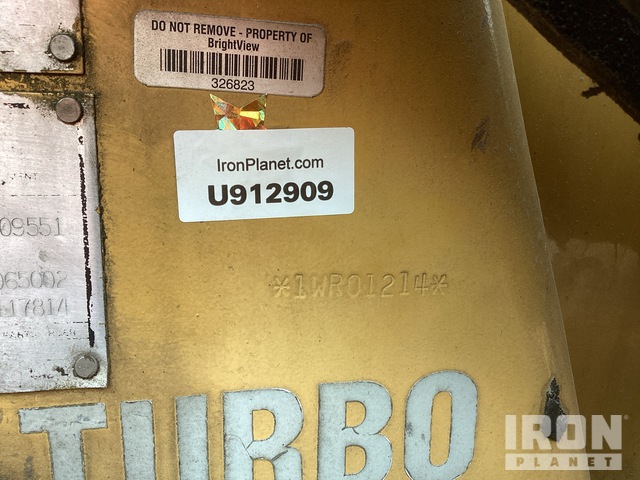 DO NOT REMOVE - PROPERTY OF
BrightView
326823
IronPlanet.com
U912909
09551
065002
17814
*1WR01214*
TURBO
IRON
PLANET